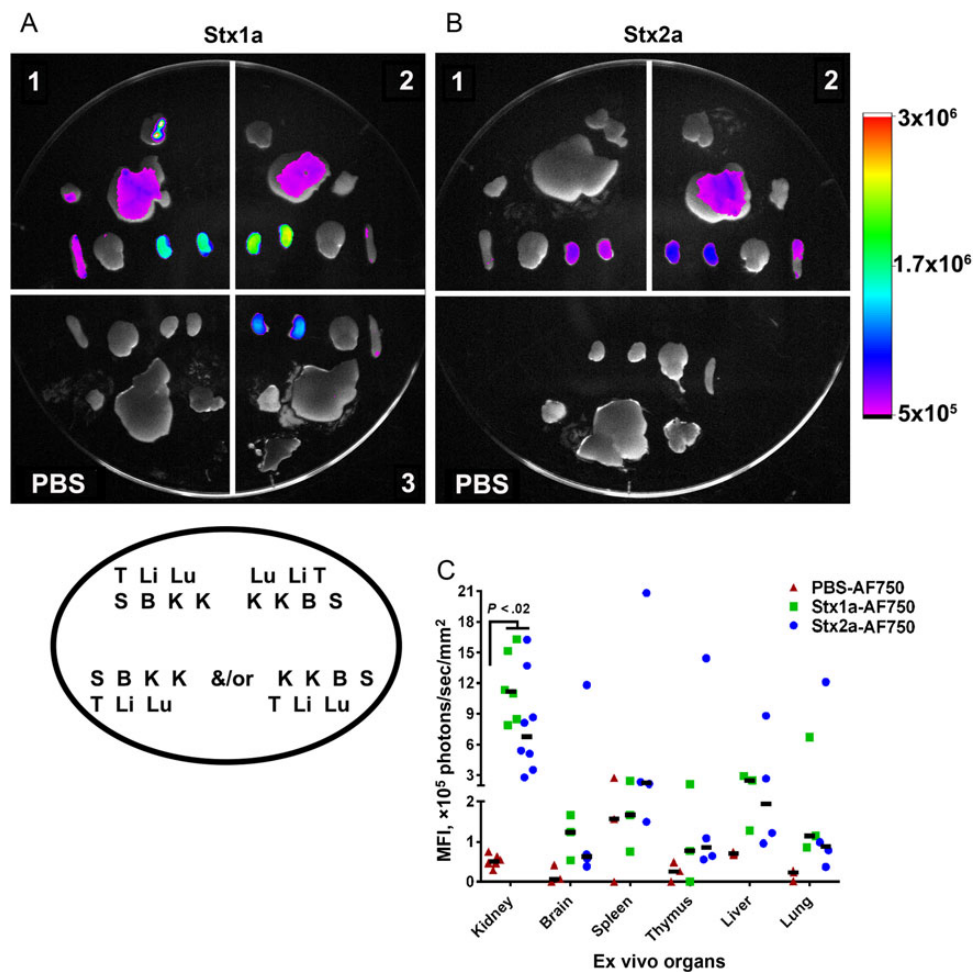 A
Stx1a
B
Stx2a
1
2
1
2
3x10⁶
1.7x10⁶
5x10⁵
PBS
3
PBS
T Li Lu Lu Li T
S B K K K K B S
S B K K &/or K K B S
T Li Lu T Li Lu
C
PBS-AF750
Stx1a-AF750
Stx2a-AF750
P < .02
MFI, ×10⁵ photons/sec/mm²
21
18
15
12
9
6
3
2
1
0
Kidney
Brain
Spleen
Thymus
Liver
Lung
Ex vivo organs